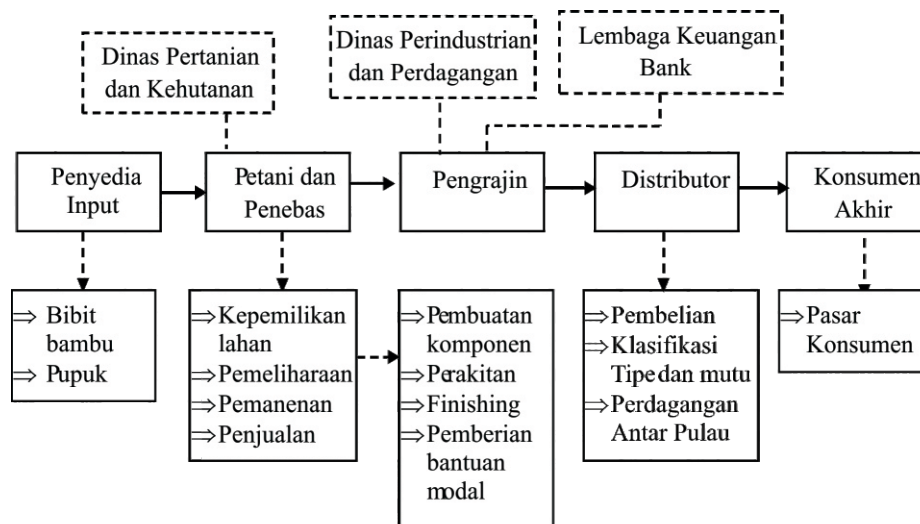 Dinas Pertanian
dan Kehutanan
Dinas Perindustrian
dan Perdagangan
Lembaga Keuangan
Bank
Penyedia
Input
Petani dan
Penebas
Pengrajin
Distributor
Konsumen
Akhir
⇒ Bibit
bambu
⇒ Pupuk
⇒ Kepemilikan
lahan
⇒ Pemeliharaan
⇒ Pemanenan
⇒ Penjualan
⇒ Pembuatan
komponen
⇒ Perakitan
⇒ Finishing
⇒ Pemberian
bantuan
modal
⇒ Pembelian
⇒ Klasifikasi
Tipe dan mutu
⇒ Perdagangan
Antar Pulau
⇒ Pasar
Konsumen